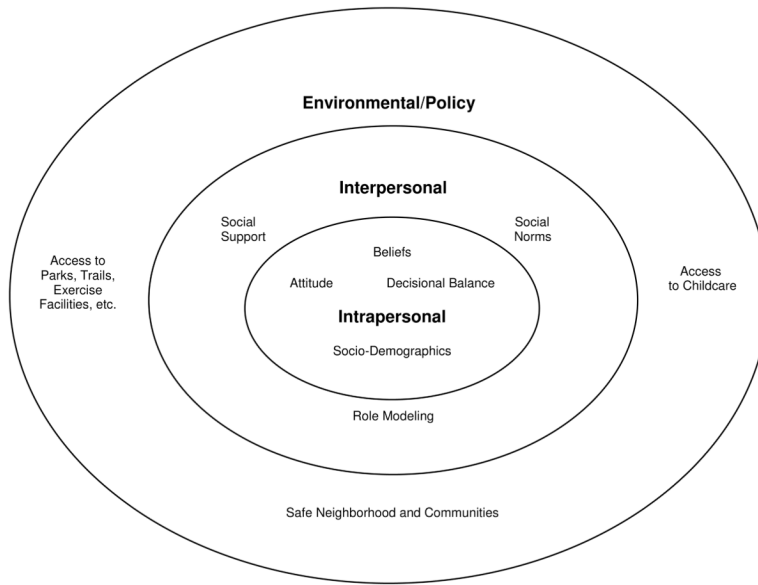 Environmental/Policy
Interpersonal
Social
Support
Social
Norms
Beliefs
Access to
Parks, Trails,
Exercise
Facilities, etc.
Attitude
Decisional Balance
Access
to Childcare
Intrapersonal
Socio-Demographics
Role Modeling
Safe Neighborhood and Communities